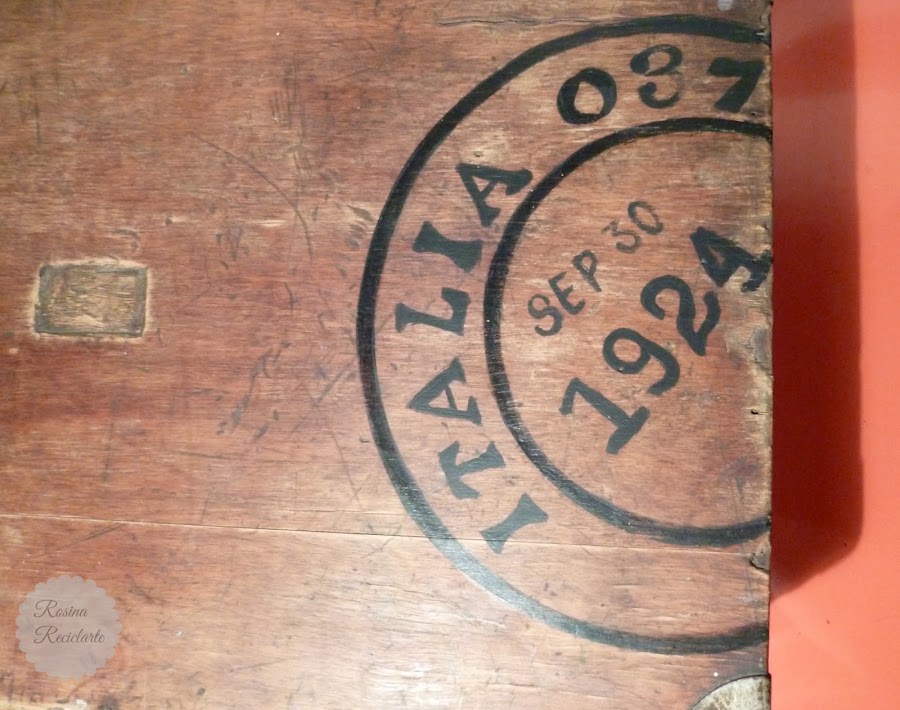 ITALIA 037
SEP 30
1924
Rosina
Reciclarte